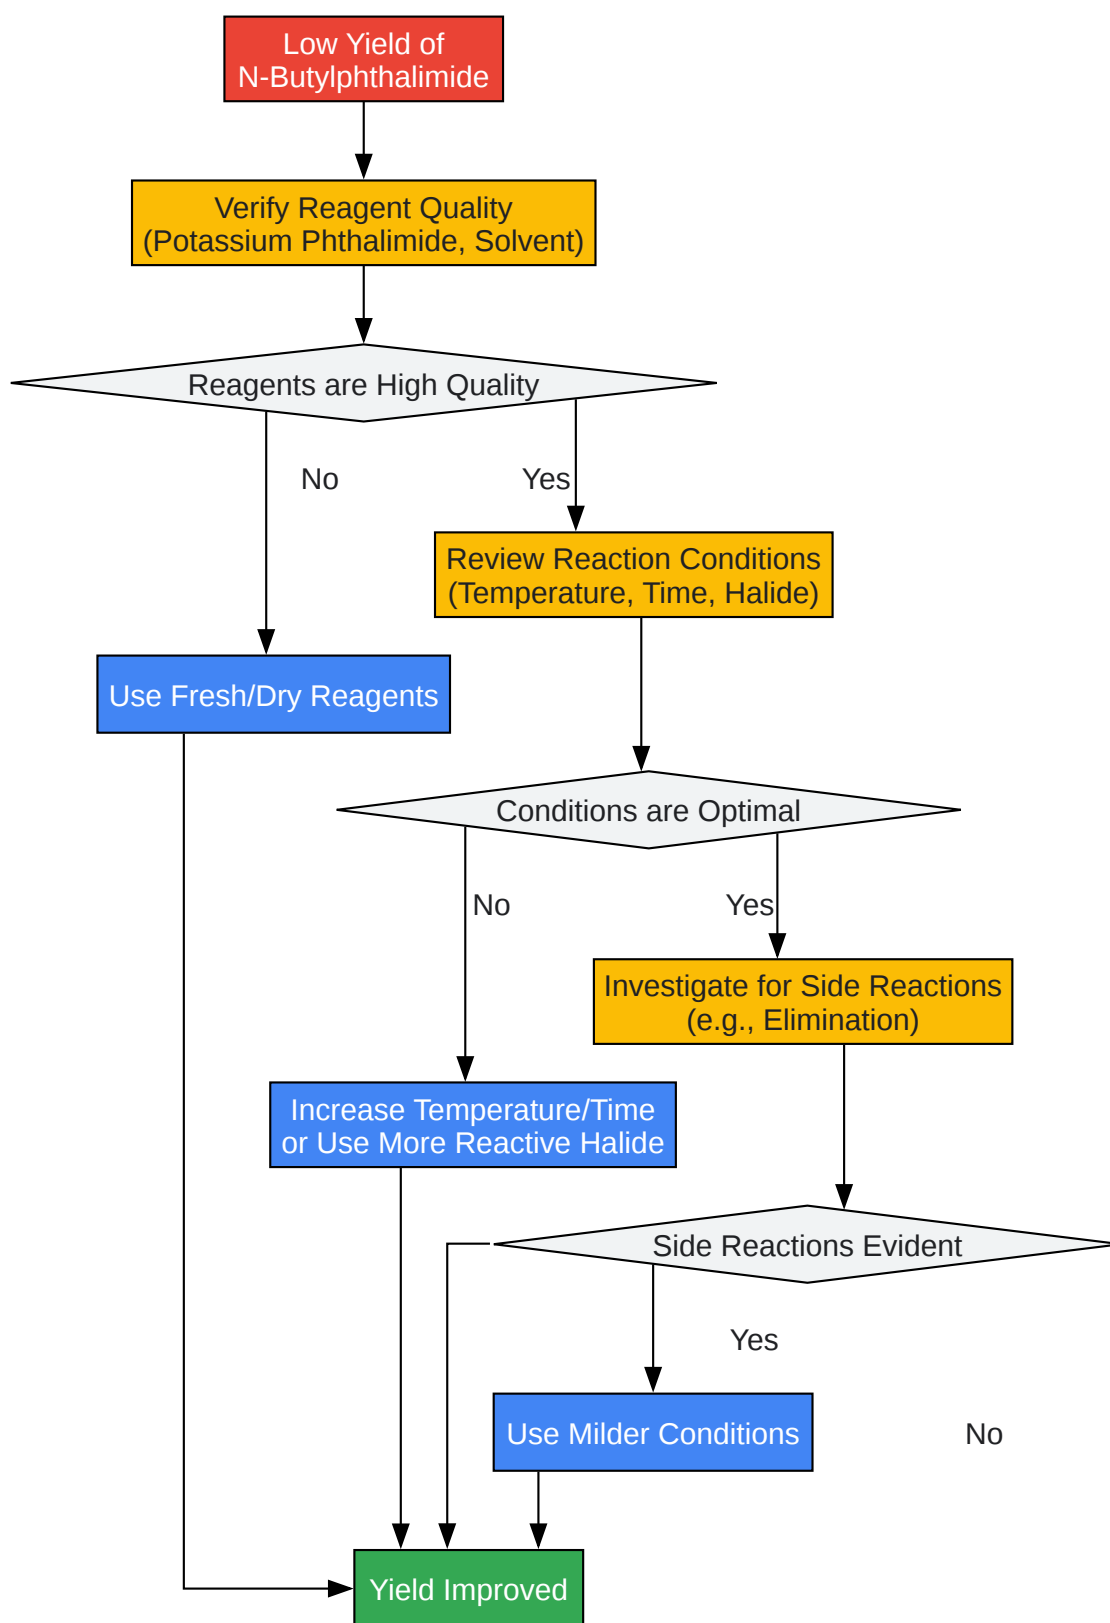 Low Yield of
N-Butylphthalimide
Verify Reagent Quality
(Potassium Phthalimide, Solvent)
Reagents are High Quality
No
Yes
Review Reaction Conditions
(Temperature, Time, Halide)
Use Fresh/Dry Reagents
Conditions are Optimal
No
Yes
Investigate for Side Reactions
(e.g., Elimination)
Increase Temperature/Time
or Use More Reactive Halide
Side Reactions Evident
Yes
Use Milder Conditions
No
Yield Improved